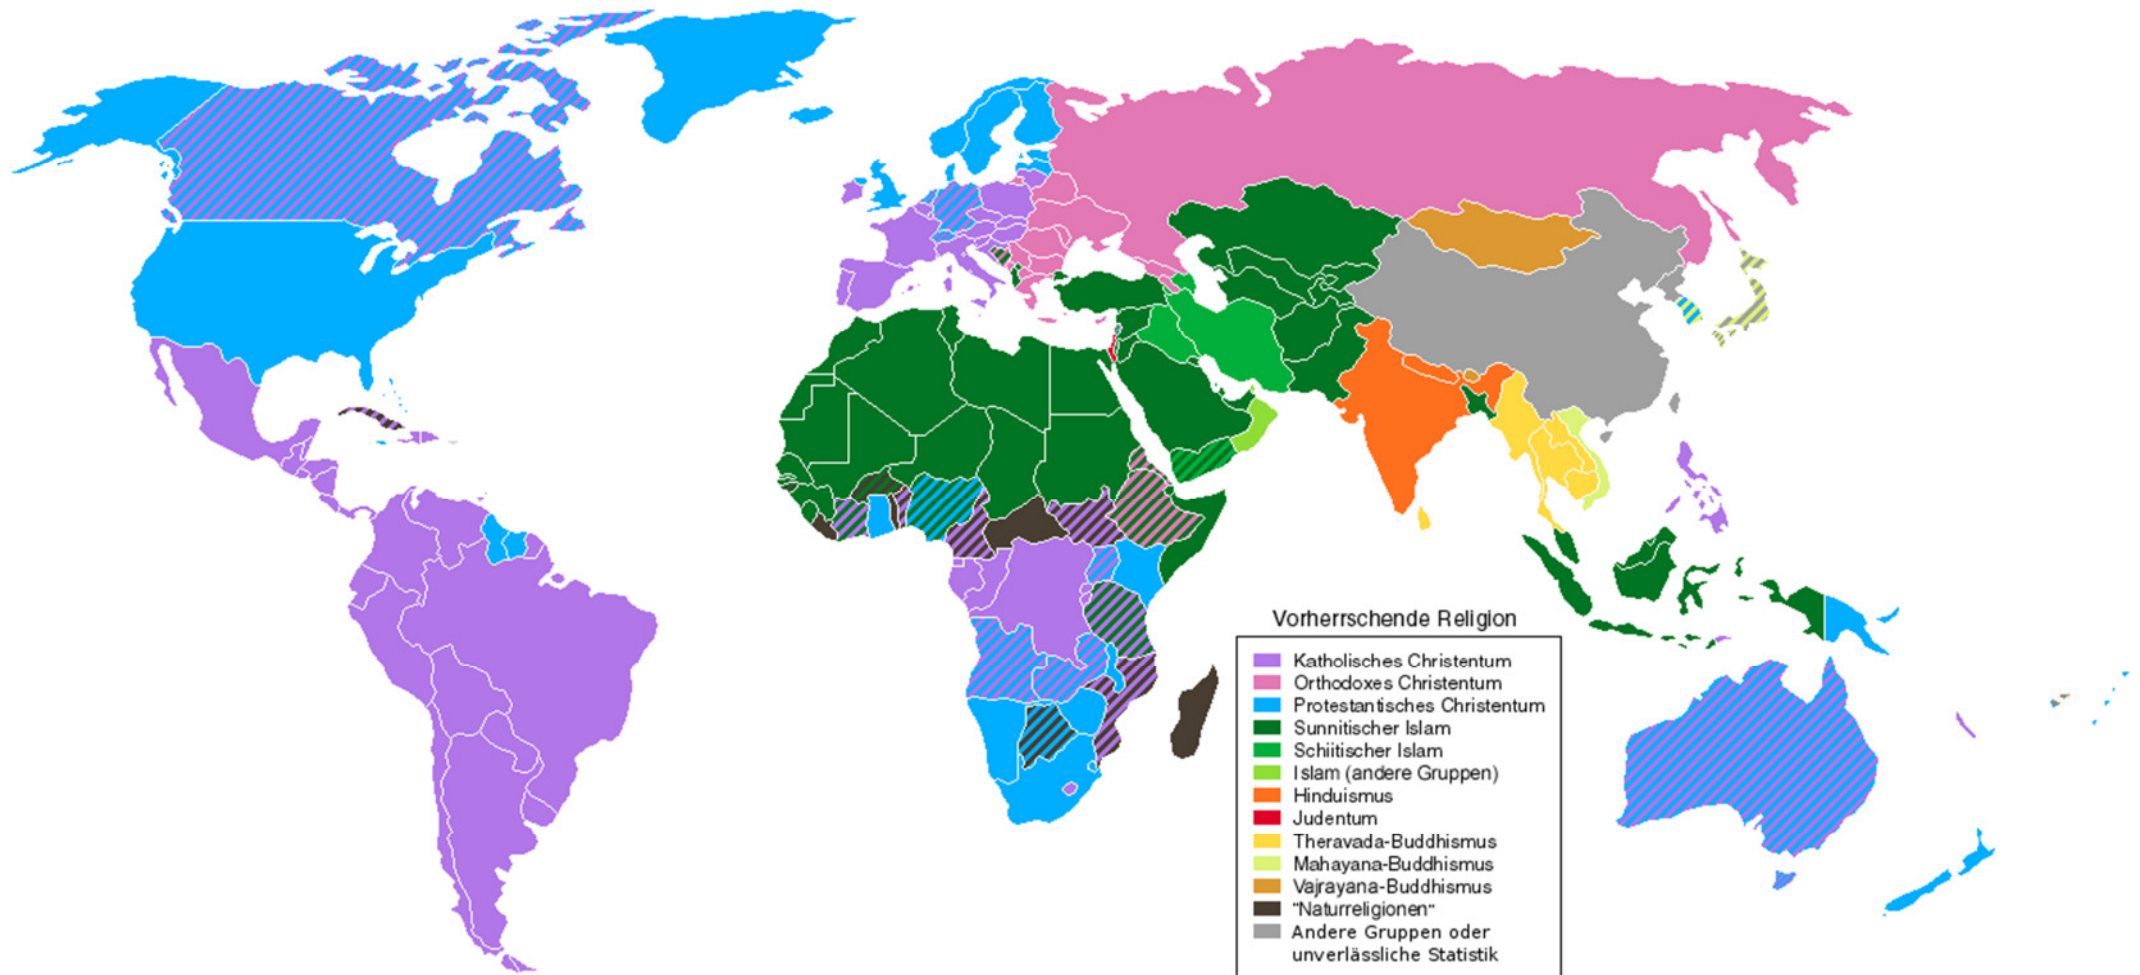 Vorherrschende Religion
Katholisches Christentum
Orthodoxes Christentum
Protestantisches Christentum
Sunnitischer Islam
Schiitischer Islam
Islam (andere Gruppen)
Hinduismus
Judentum
Theravada-Buddhismus
Mahayana-Buddhismus
Vajrayana-Buddhismus
"Naturreligionen"
Andere Gruppen oder
unverlässliche Statistik